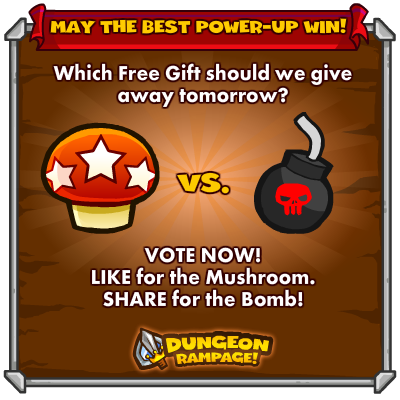 MAY THE BEST POWER-UP WIN!
Which Free Gift should we give
away tomorrow?
vs.
VOTE NOW!
LIKE for the Mushroom.
SHARE for the Bomb!
DUNGEON
RAMPAGE!